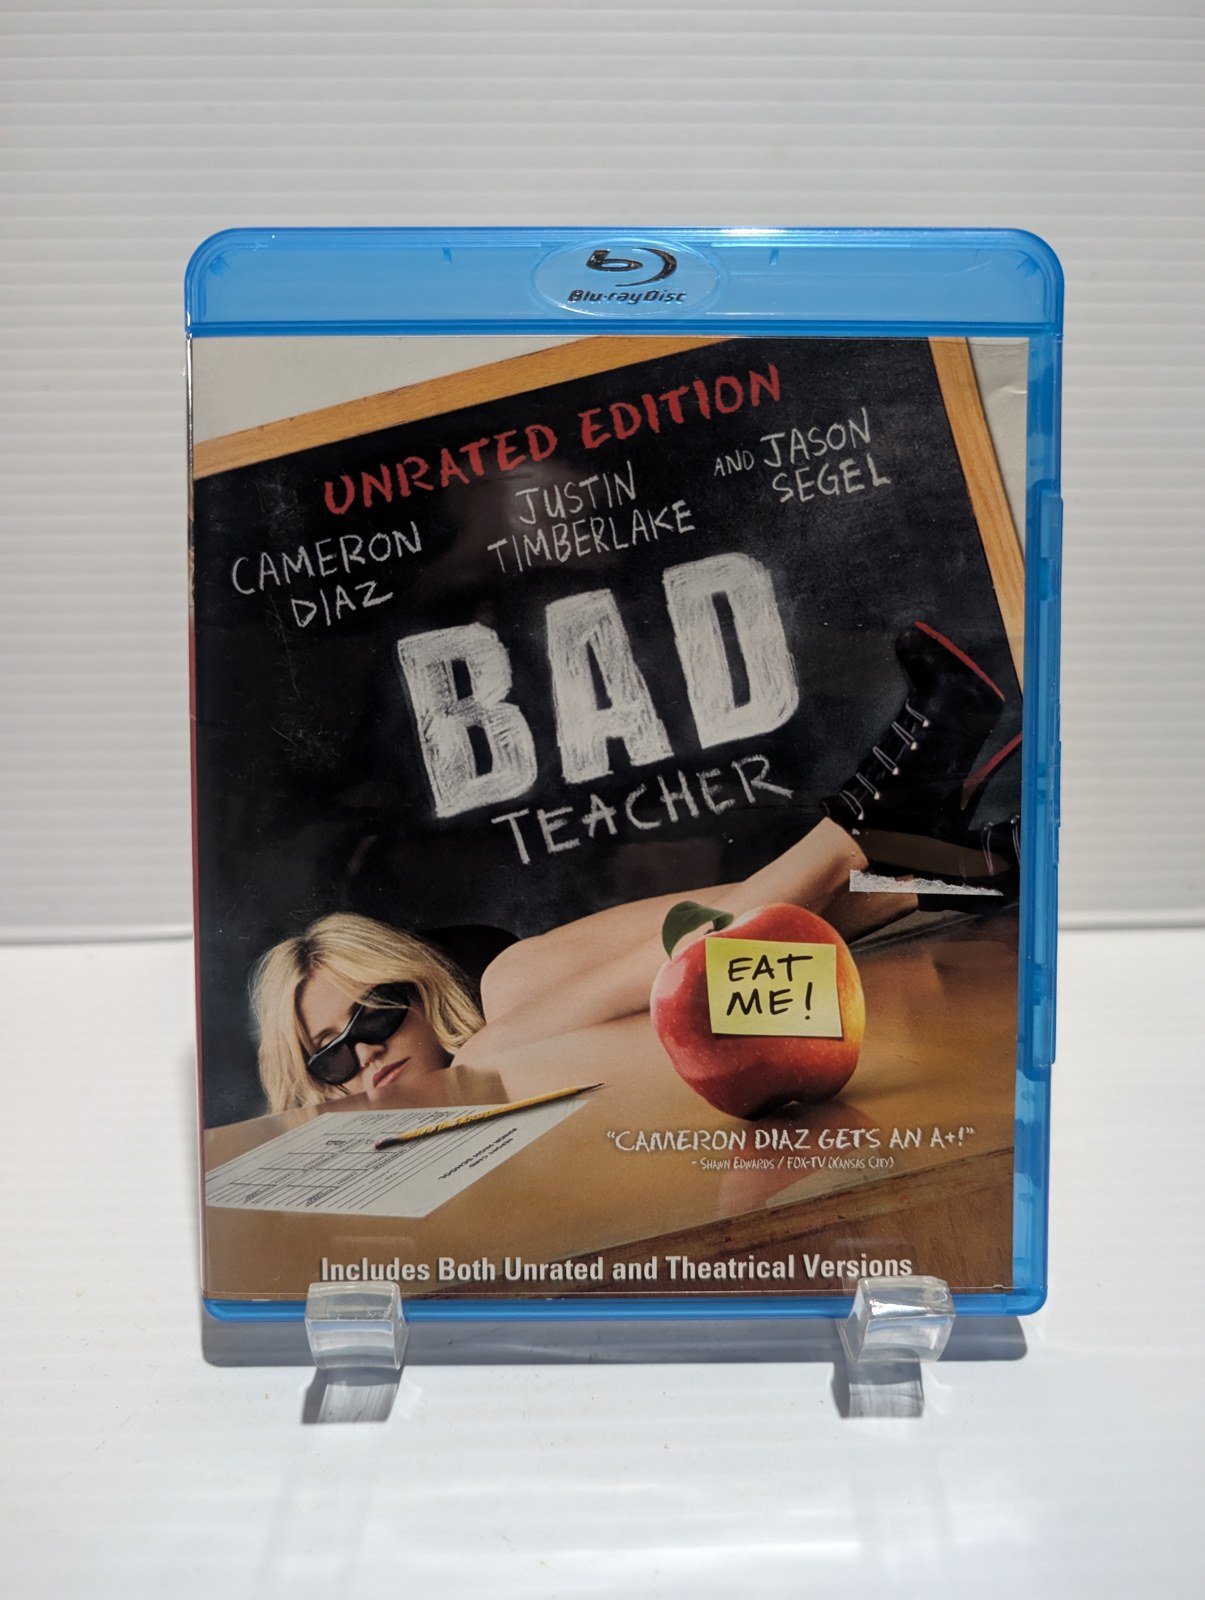 Blu-ray Disc
UNRATED EDITION
CAMERON
DIAZ
JUSTIN
TIMBERLAKE
AND JASON
SEGEL
BAD
TEACHER
EAT
ME!
"CAMERON DIAZ GETS AN A+!"
- SHAWN EDWARDS / FOX-TV (KANSAS CITY)
Includes Both Unrated and Theatrical Versions